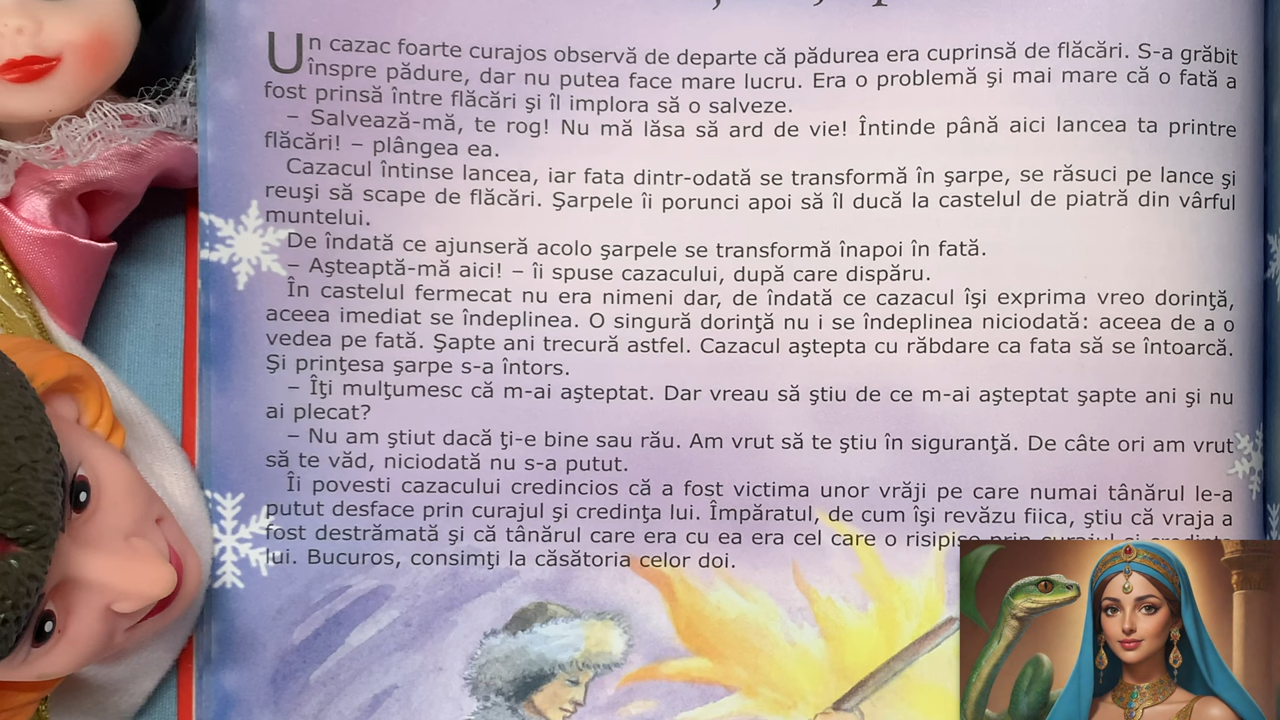 Un cazac foarte curajos observă de departe că pădurea era cuprinsă de flăcări. S-a grăbit
înspre pădure, dar nu putea face mare lucru. Era o problemă şi mai mare că o fată a
fost prinsă între flăcări şi îl implora să o salveze.
– Salvează-mă, te rog! Nu mă lăsa să ard de vie! Întinde până aici lancea ta printre
flăcări! – plângea ea.
Cazacul întinse lancea, iar fata dintr-odată se transformă în şarpe, se răsuci pe lance şi
reuşi să scape de flăcări. Şarpele îi porunci apoi să îl ducă la castelul de piatră din vârful
muntelui.
De îndată ce ajunseră acolo şarpele se transformă înapoi în fată.
– Aşteaptă-mă aici! – îi spuse cazacului, după care dispăru.
În castelul fermecat nu era nimeni dar, de îndată ce cazacul îşi exprima vreo dorinţă,
aceea imediat se îndeplinea. O singură dorinţă nu i se îndeplinea niciodată: aceea de a o
vedea pe fată. Şapte ani trecură astfel. Cazacul aştepta cu răbdare ca fata să se întoarcă.
Şi prinţesa şarpe s-a întors.
– Îţi mulţumesc că m-ai aşteptat. Dar vreau să ştiu de ce m-ai aşteptat şapte ani şi nu
ai plecat?
– Nu am ştiut dacă ţi-e bine sau rău. Am vrut să te ştiu în siguranţă. De câte ori am vrut
să te văd, niciodată nu s-a putut.
Îi povesti cazacului credincios că a fost victima unor vrăji pe care numai tânărul le-a
putut desface prin curajul şi credinţa lui. Împăratul, de cum îşi revăzu fiica, ştiu că vraja a
fost destrămată şi că tânărul care era cu ea era cel care o risipise prin curajul şi credinţa
lui. Bucuros, consimţi la căsătoria celor doi.